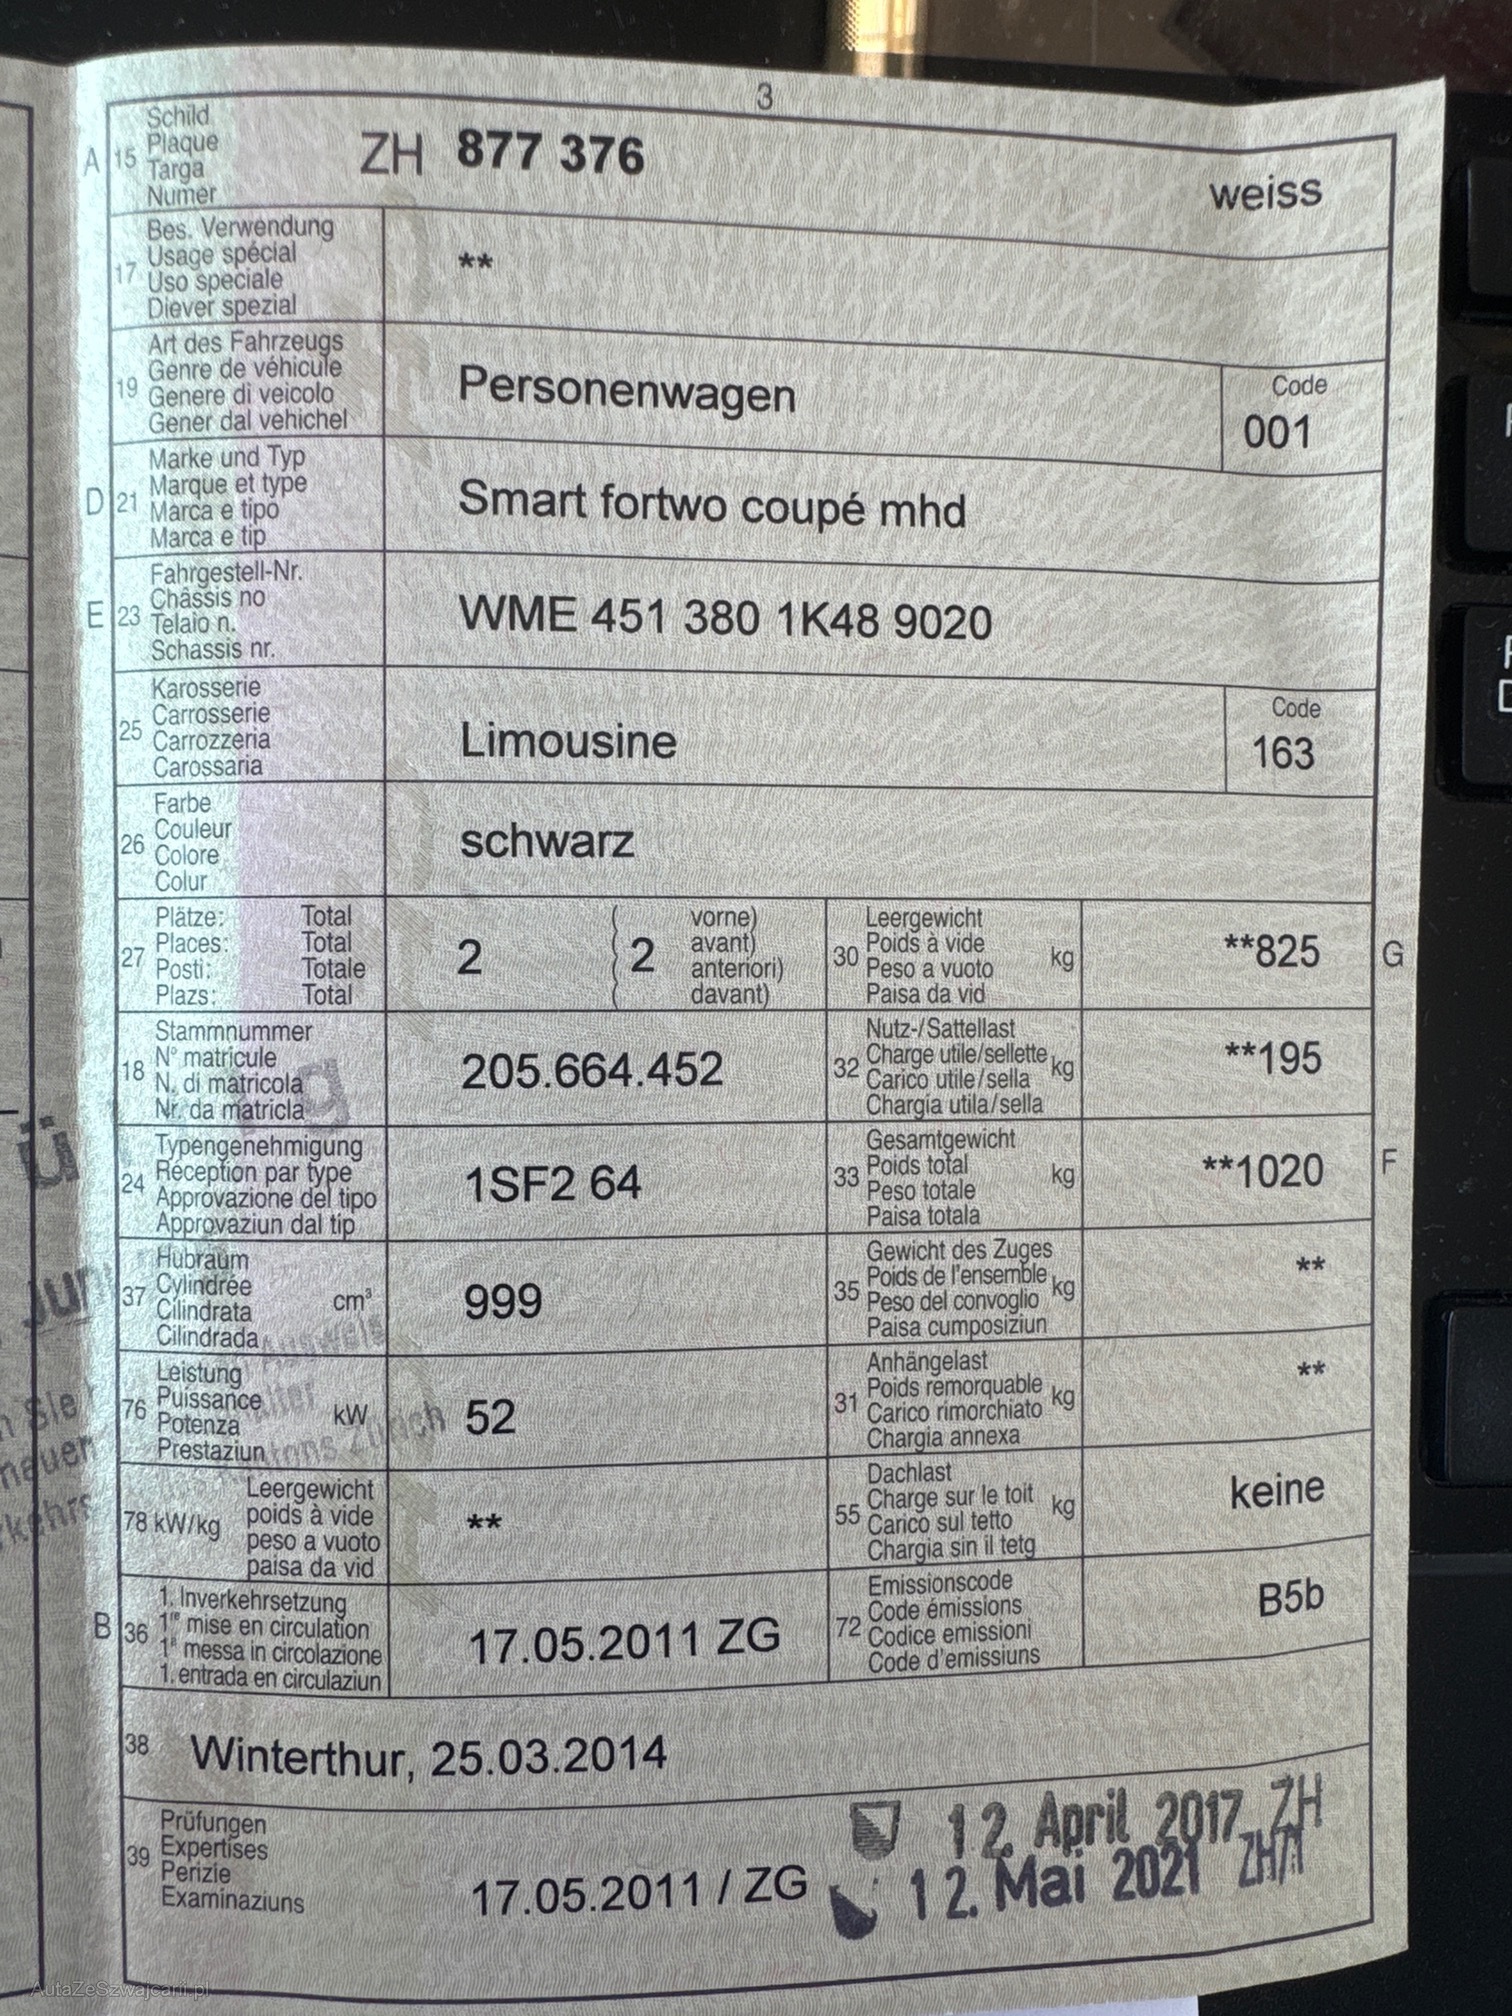 3
A 15 Schild
Plaque
Targa
Numer
ZH 877 376 weiss
17 Bes. Verwendung
Usage spécial
Uso speciale
Diever spezial
**
19 Art des Fahrzeugs
Genre de véhicule
Genere di veicolo
Gener dal vehichel
Personenwagen
Code
001
D 21 Marke und Typ
Marque et type
Marca e tipo
Marca e tip
Smart fortwo coupé mhd
E 23 Fahrgestell-Nr.
Châssis no
Telaio n.
Schassis nr.
WME 451 380 1K48 9020
25 Karosserie
Carrosserie
Carrozzeria
Carossaria
Limousine
Code
163
26 Farbe
Couleur
Colore
Colur
schwarz
27 Plätze: Total
Places: Total
Posti: Totale
Plazs: Total
2 ( 2 vorne)
avant)
anteriori)
davant)
30 Leergewicht
Poids à vide
Peso a vuoto
Paisa da vid
kg
**825 G
18 Stammnummer
N° matricule
N. di matricola
Nr. da matricla
205.664.452
32 Nutz-/Sattellast
Charge utile/sellette
Carico utile/sella
Chargia utila/sella
kg
**195
24 Typengenehmigung
Réception par type
Approvazione del tipo
Approvaziun dal tip
1SF2 64
33 Gesamtgewicht
Poids total
Peso totale
Paisa totala
kg
**1020 F
37 Hubraum
Cylindrée
Cilindrata
Cilindrada
cm³
999
35 Gewicht des Zuges
Poids de l'ensemble
Peso del convoglio
Paisa cumposiziun
kg
**
76 Leistung
Puissance
Potenza
Prestaziun
kW
52
31 Anhängelast
Poids remorquable
Carico rimorchiato
Chargia annexa
kg
**
78 kW/kg Leergewicht
poids à vide
peso a vuoto
paisa da vid
**
55 Dachlast
Charge sur le toit
Carico sul tetto
Chargia sin il tetg
kg
keine
B 36 1. Inverkehrsetzung
1re mise en circulation
1a messa in circolazione
1. entrada en circulaziun
17.05.2011 ZG
72 Emissionscode
Code émissions
Codice emissioni
Code d'emissiuns
B5b
38 Winterthur, 25.03.2014
39 Prüfungen
Expertises
Perizie
Examinaziuns
17.05.2011 / ZG
12. April 2017 ZH
12. Mai 2021
AutaZeSzwajcarii.pl